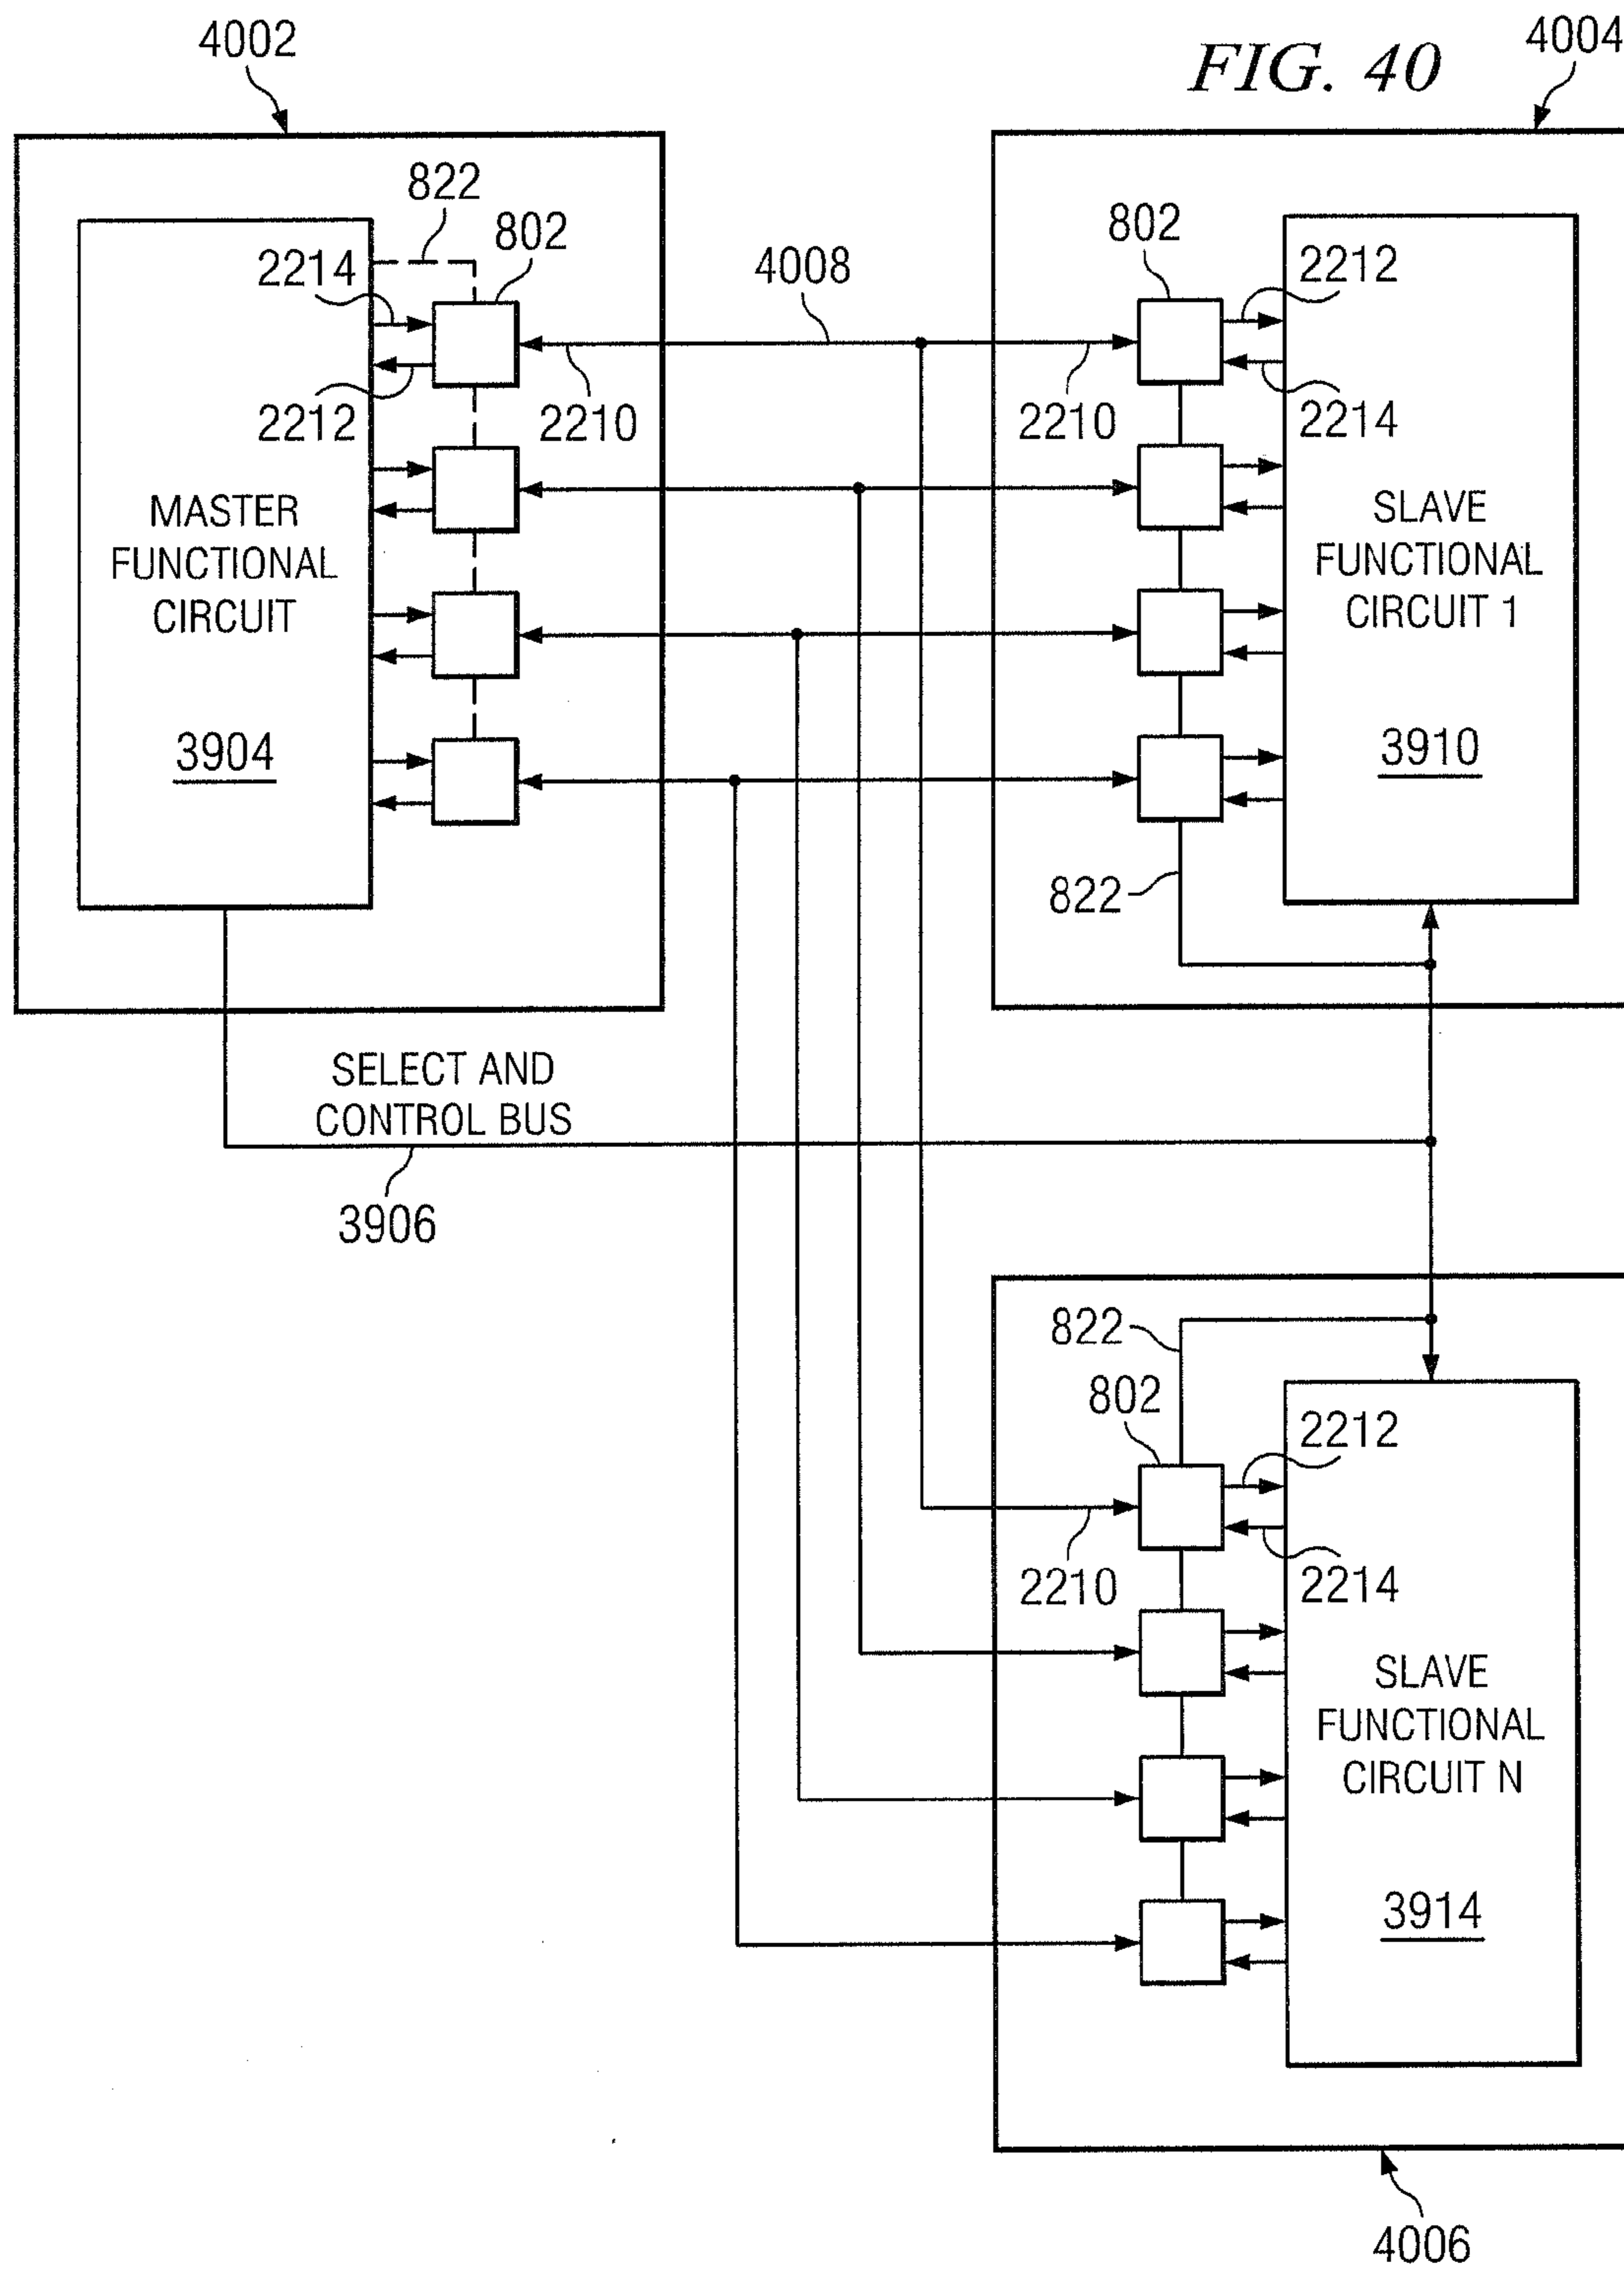 4002
FIG. 40
4004
822
802
2214
2212
2210
4008
2210
802
2212
2214
MASTER
FUNCTIONAL
CIRCUIT
3904
SLAVE
FUNCTIONAL
CIRCUIT 1
3910
822
SELECT AND
CONTROL BUS
3906
822
802
2212
2210
2214
SLAVE
FUNCTIONAL
CIRCUIT N
3914
4006